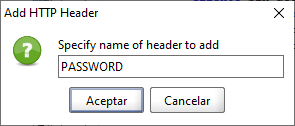 Add HTTP Header
Specify name of header to add
PASSWORD
Aceptar
Cancelar